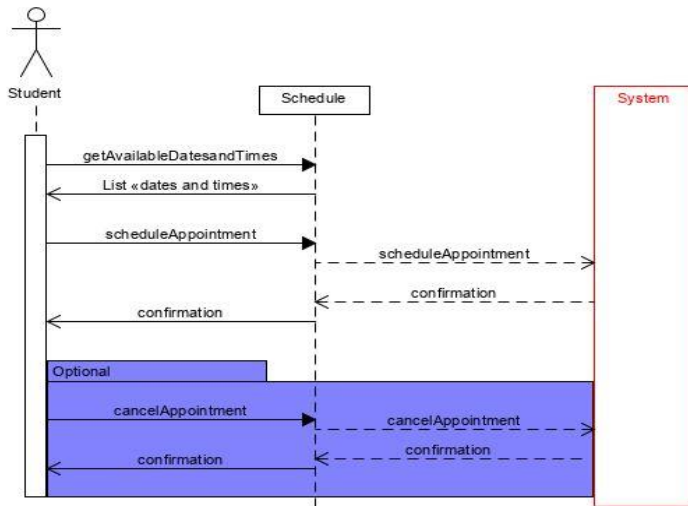 Student
Schedule
System
getAvailableDatesandTimes
List «dates and times»
scheduleAppointment
scheduleAppointment
confirmation
confirmation
Optional
cancelAppointment
cancelAppointment
confirmation
confirmation